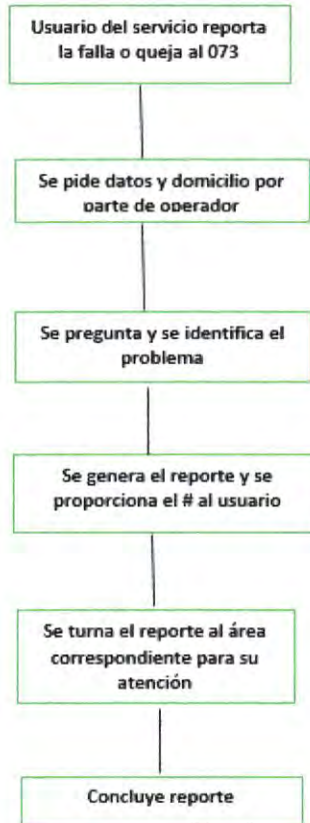 Usuario del servicio reporta
la falla o queja al 073
Se pide datos y domicilio por
parte de operador
Se pregunta y se identifica el
problema
Se genera el reporte y se
proporciona el # al usuario
Se turna el reporte al área
correspondiente para su
atención
Concluye reporte